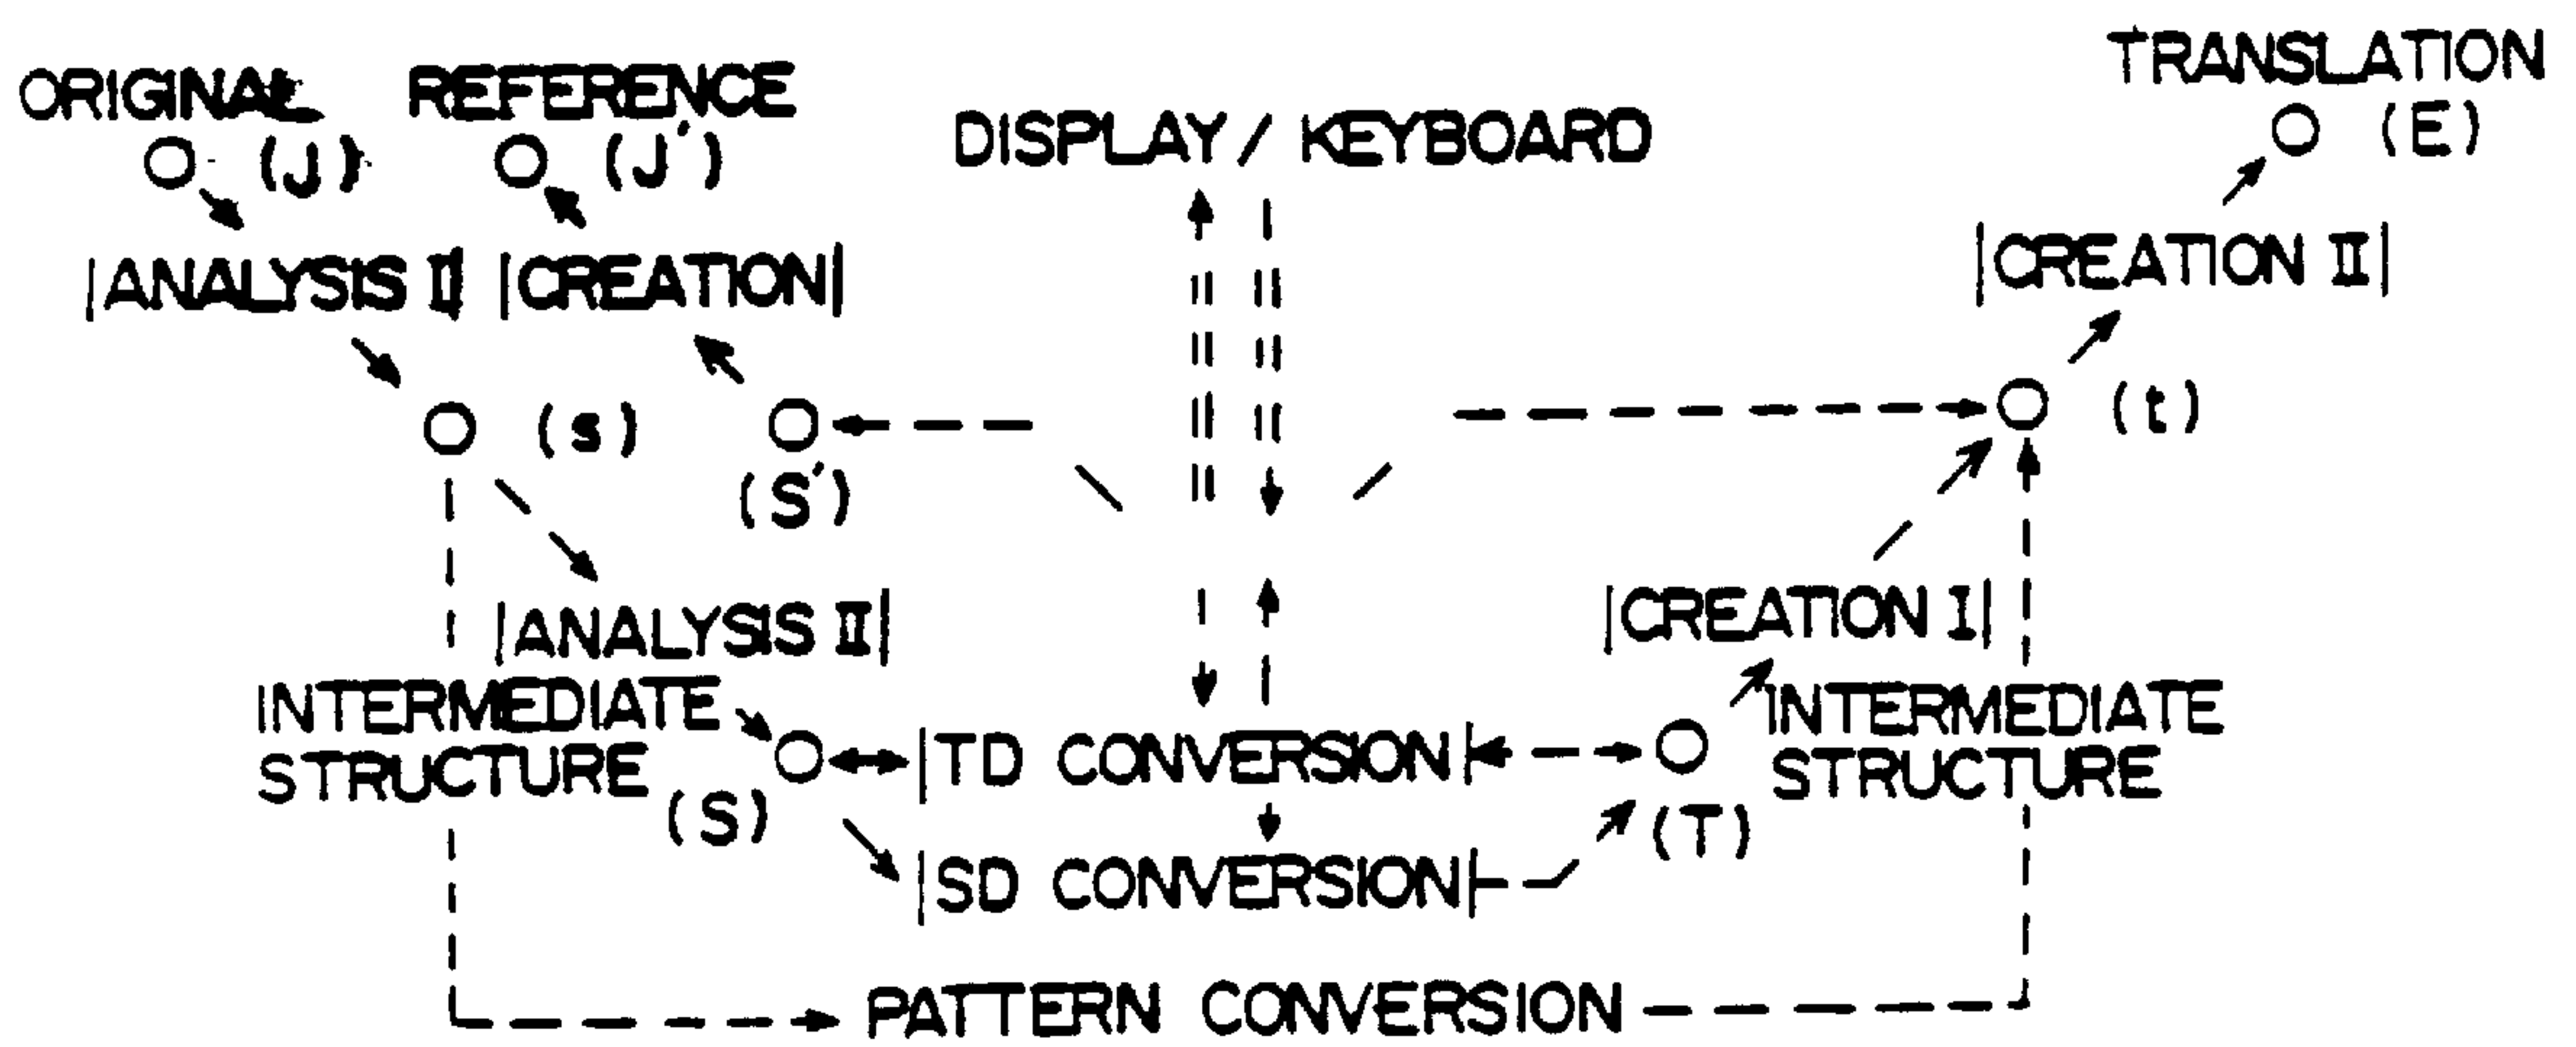 TRANSLATION
ORIGINAL REFERENCE
(E)
DISPLAY / KEYBOARD
(J) (J')
|ANALYSIS II| |CREATION| |CREATION II|
(s) (t)
(S')
|ANALYSIS II| |CREATION I|
INTERMEDIATE INTERMEDIATE
STRUCTURE |TD CONVERSION| STRUCTURE
(S) (T)
|SD CONVERSION|
PATTERN CONVERSION